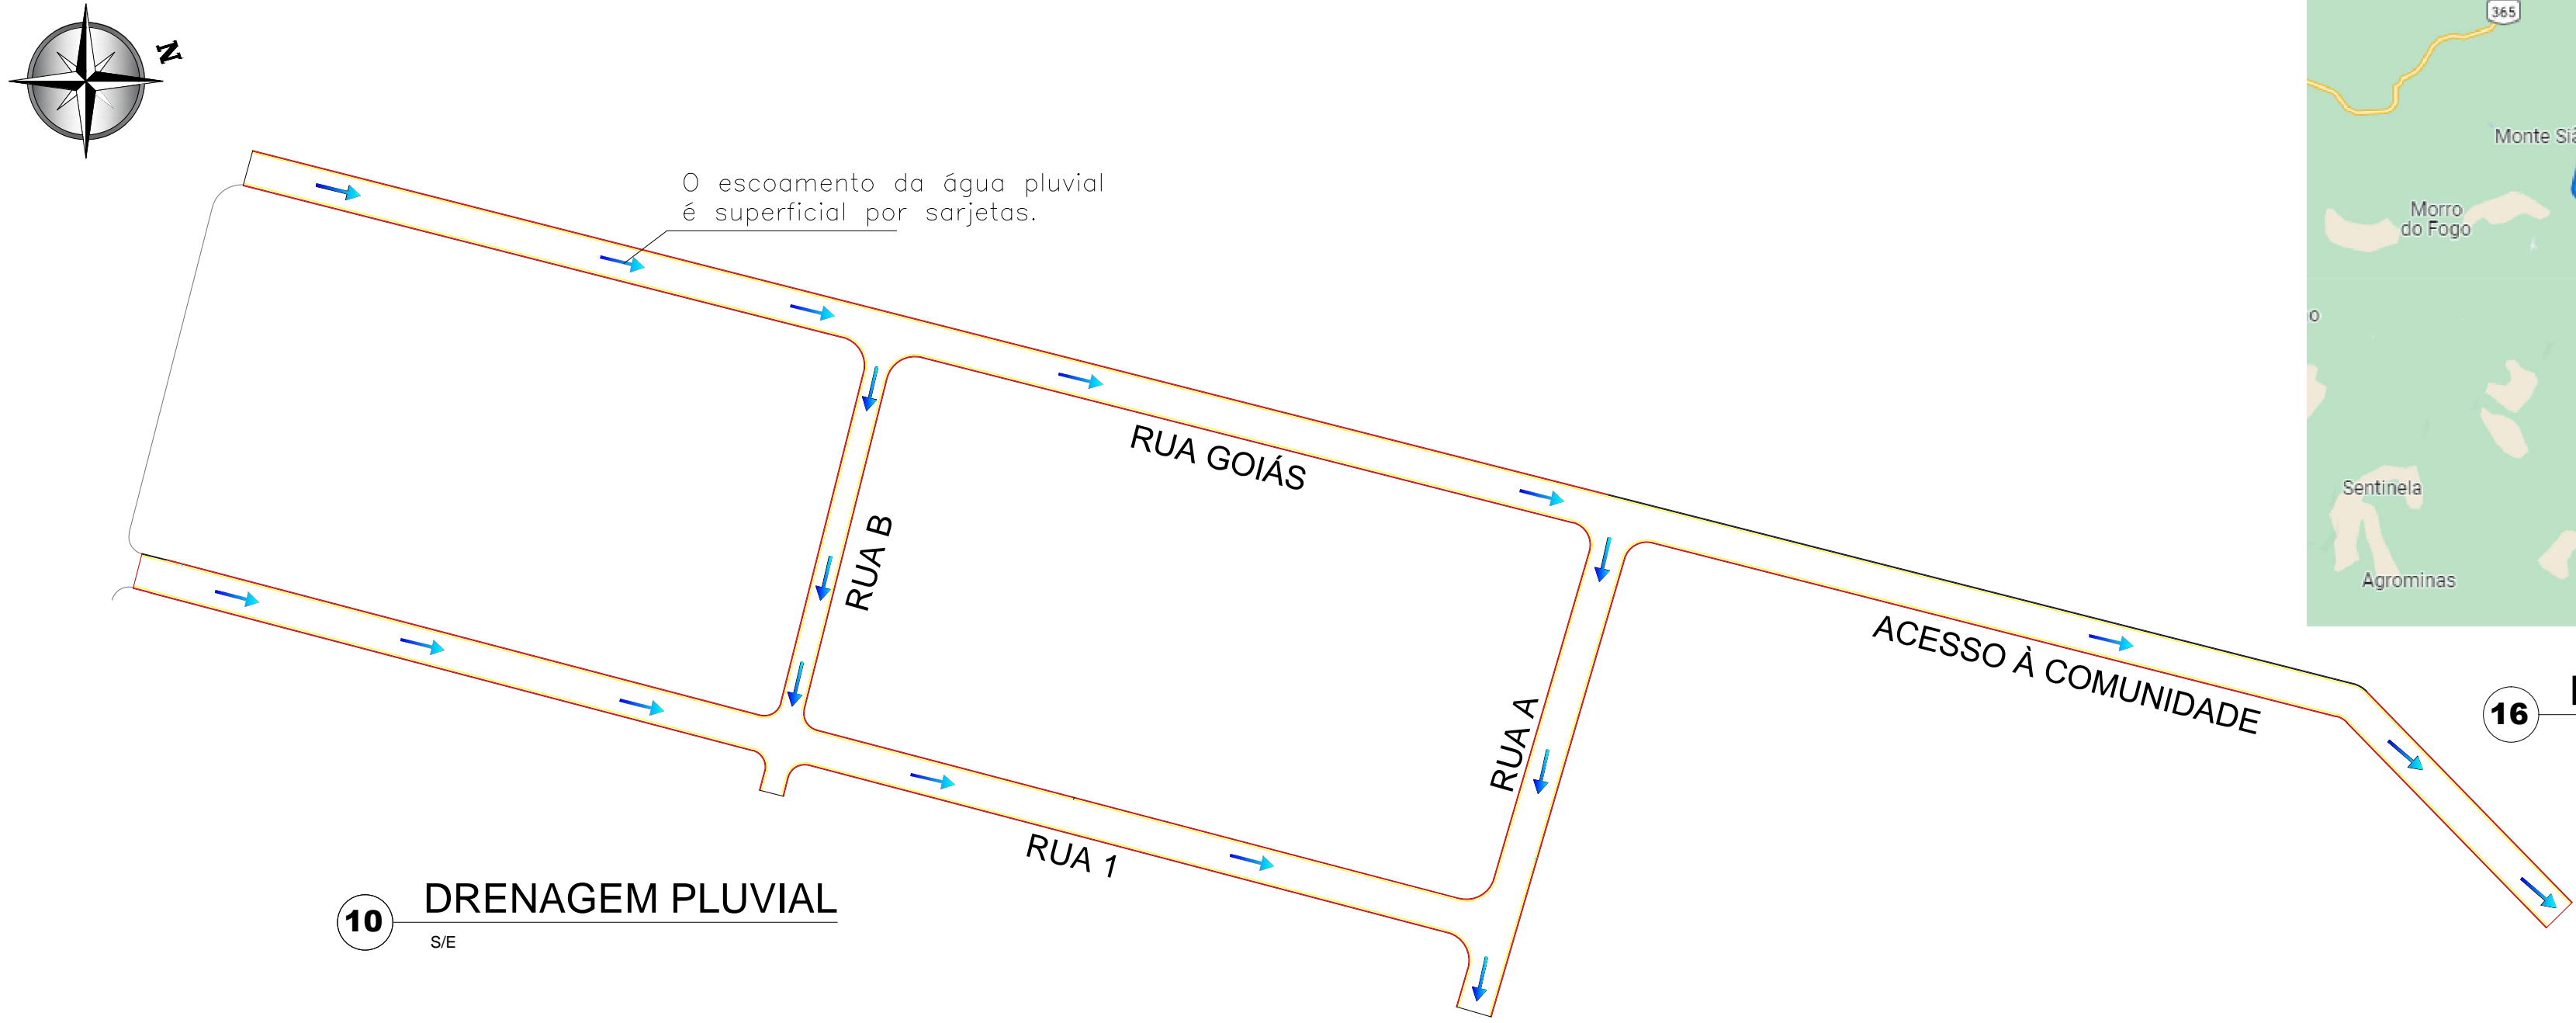 N
365
Monte Siã
O escoamento da água pluvial
é superficial por sarjetas.
Morro
do Fogo
RUA GOIÁS
Sentinela
RUA B
Agrominas
ACESSO À COMUNIDADE
RUA A
16
RUA 1
10
DRENAGEM PLUVIAL
S/E